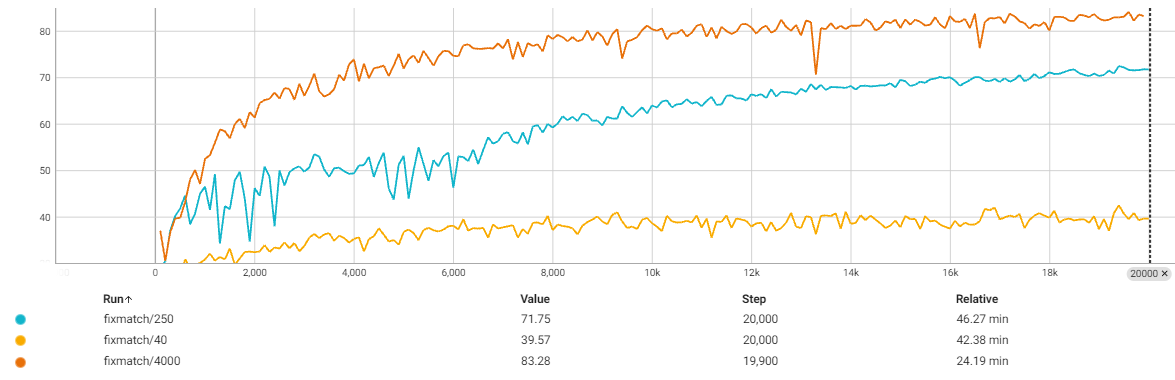 80
70
60
50
40
0 2,000 4,000 6,000 8,000 10k 12k 14k 16k 18k 20000 ✕
Run↑ Value Step Relative
fixmatch/250 71.75 20,000 46.27 min
fixmatch/40 39.57 20,000 42.38 min
fixmatch/4000 83.28 19,900 24.19 min